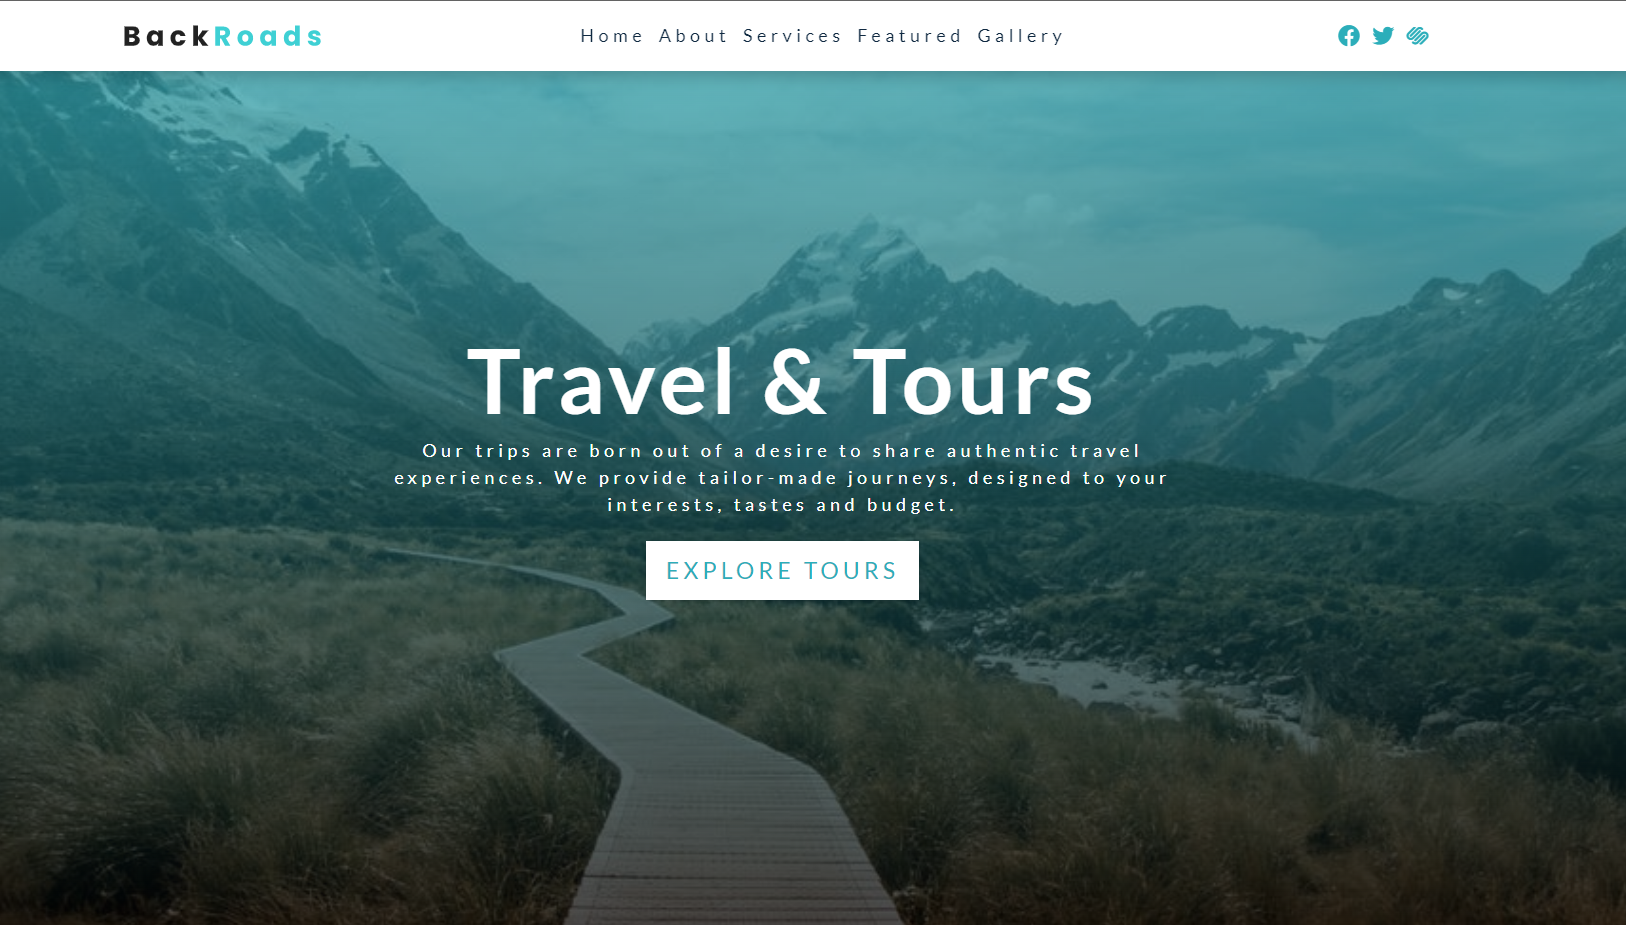 BackRoads
Home About Services Featured Gallery
Travel & Tours
Our trips are born out of a desire to share authentic travel
experiences. We provide tailor-made journeys, designed to your
interests, tastes and budget.
EXPLORE TOURS